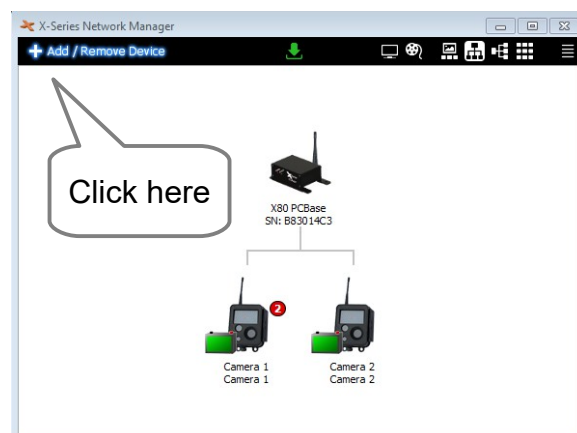 X-Series Network Manager
Add / Remove Device
Click here
X80 PCBase
SN: B83014C3
2
Camera 1
Camera 1
Camera 2
Camera 2